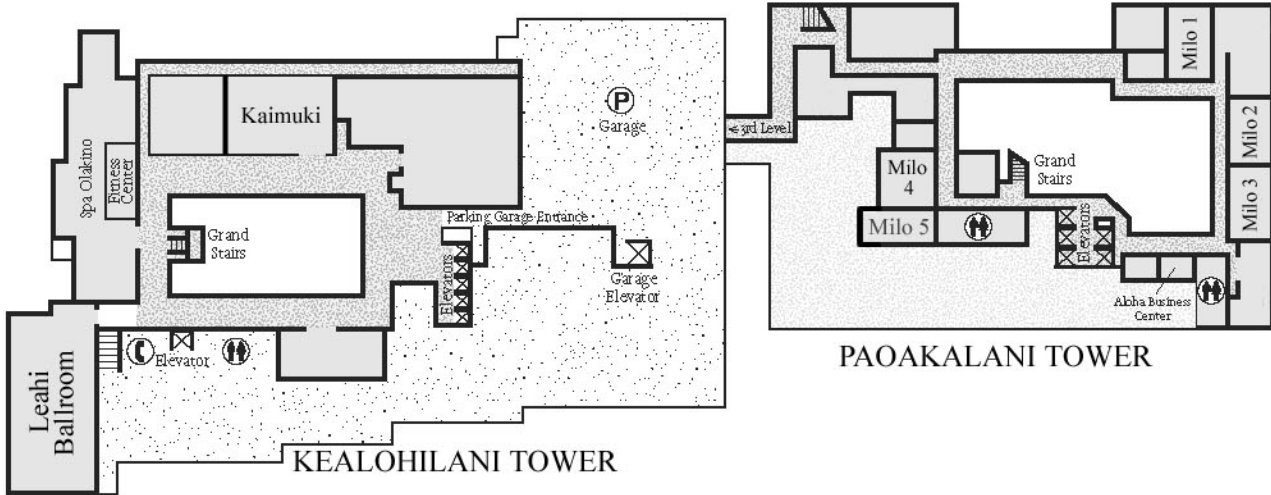 Kaimuki
Spa Olakino
Fitness
Center
Grand
Stairs
P
Garage
Parking Garage Entrance
Elevators
Garage
Elevator
Elevator
Leahi
Ballroom
KEALOHILANI TOWER
3rd Level
Milo 1
Milo 2
Milo 3
Milo
4
Milo 5
Grand
Stairs
Elevators
Aloha Business
Center
PAOAKALANI TOWER